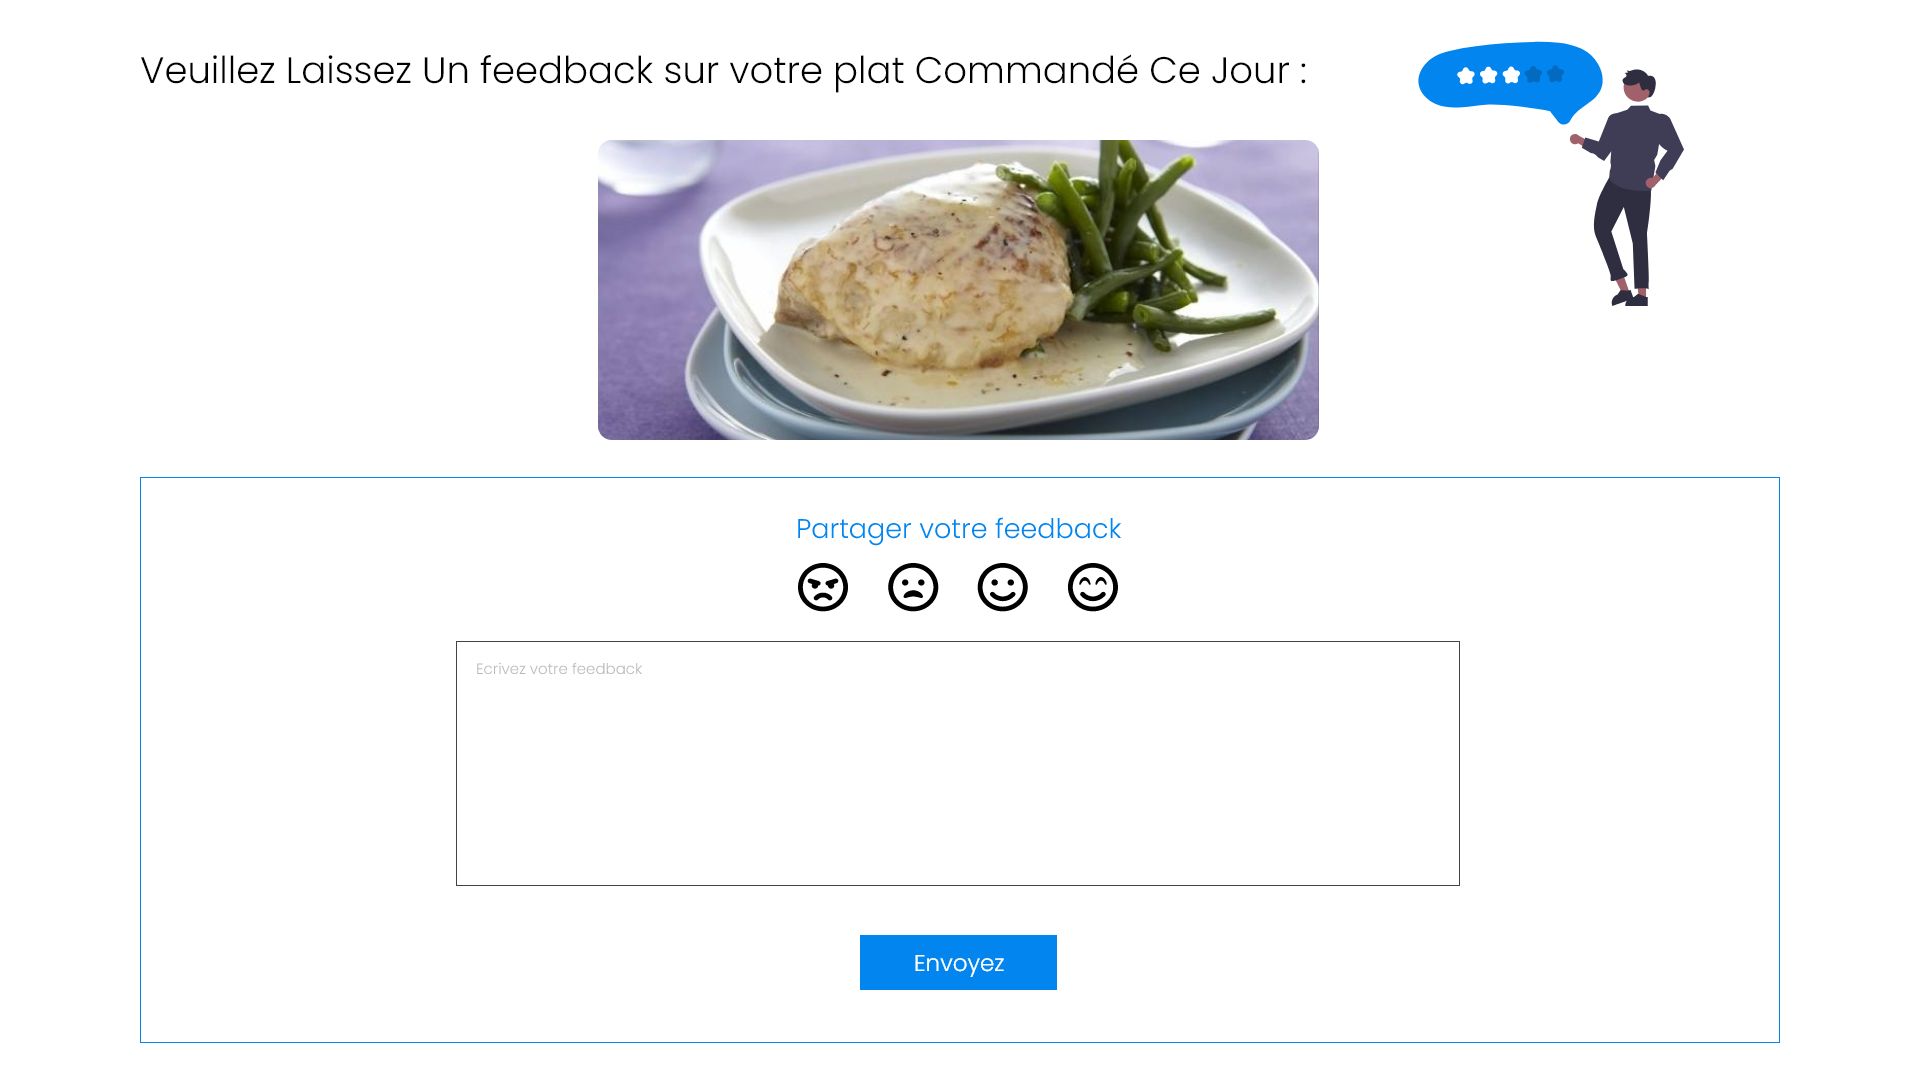 Veuillez Laissez Un feedback sur votre plat Commandé Ce Jour :
Partager votre feedback
Ecrivez votre feedback
Envoyez